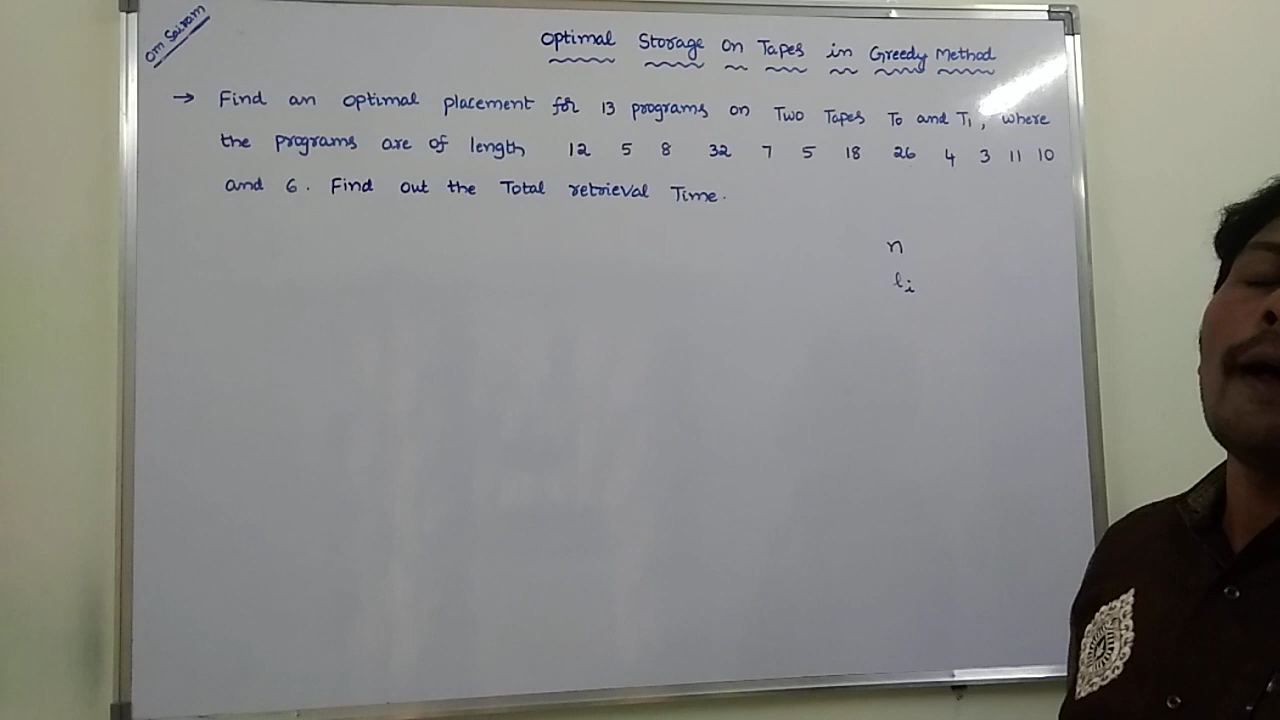 Om Sairam
Optimal Storage on Tapes in Greedy Method
→ Find an optimal placement for 13 programs on Two Tapes T0 and T1, where
the programs are of length 12 5 8 32 7 5 18 26 4 3 11 10
and 6. Find out the Total retrieval Time.
n
li